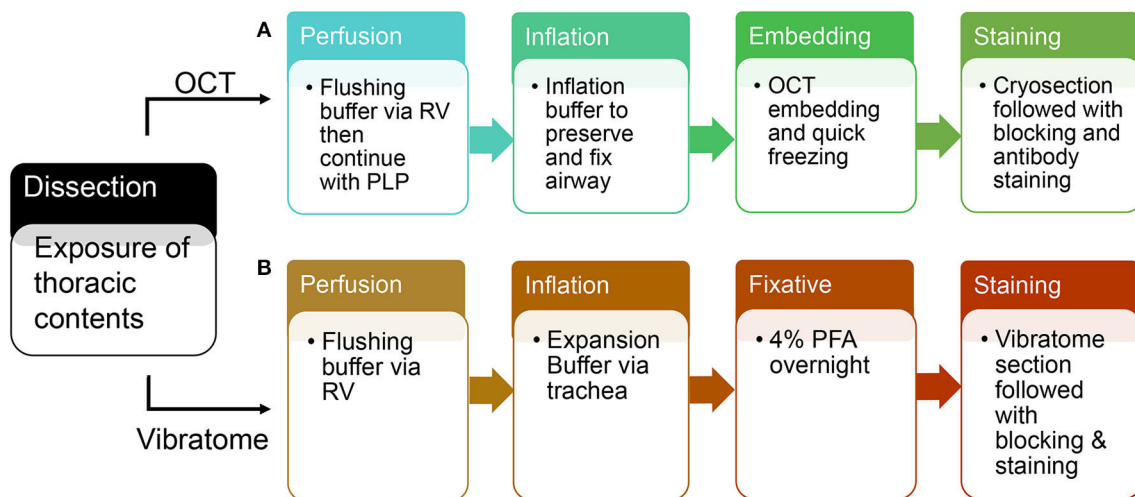 Dissection
Exposure of
thoracic
contents
OCT
A
Perfusion
• Flushing
buffer via RV
then
continue
with PLP
Inflation
• Inflation
buffer to
preserve
and fix
airway
Embedding
• OCT
embedding
and quick
freezing
Staining
• Cryosection
followed with
blocking and
antibody
staining
Vibratome
B
Perfusion
• Flushing
buffer via
RV
Inflation
• Expansion
Buffer via
trachea
Fixative
• 4% PFA
overnight
Staining
• Vibratome
section
followed
with
blocking &
staining